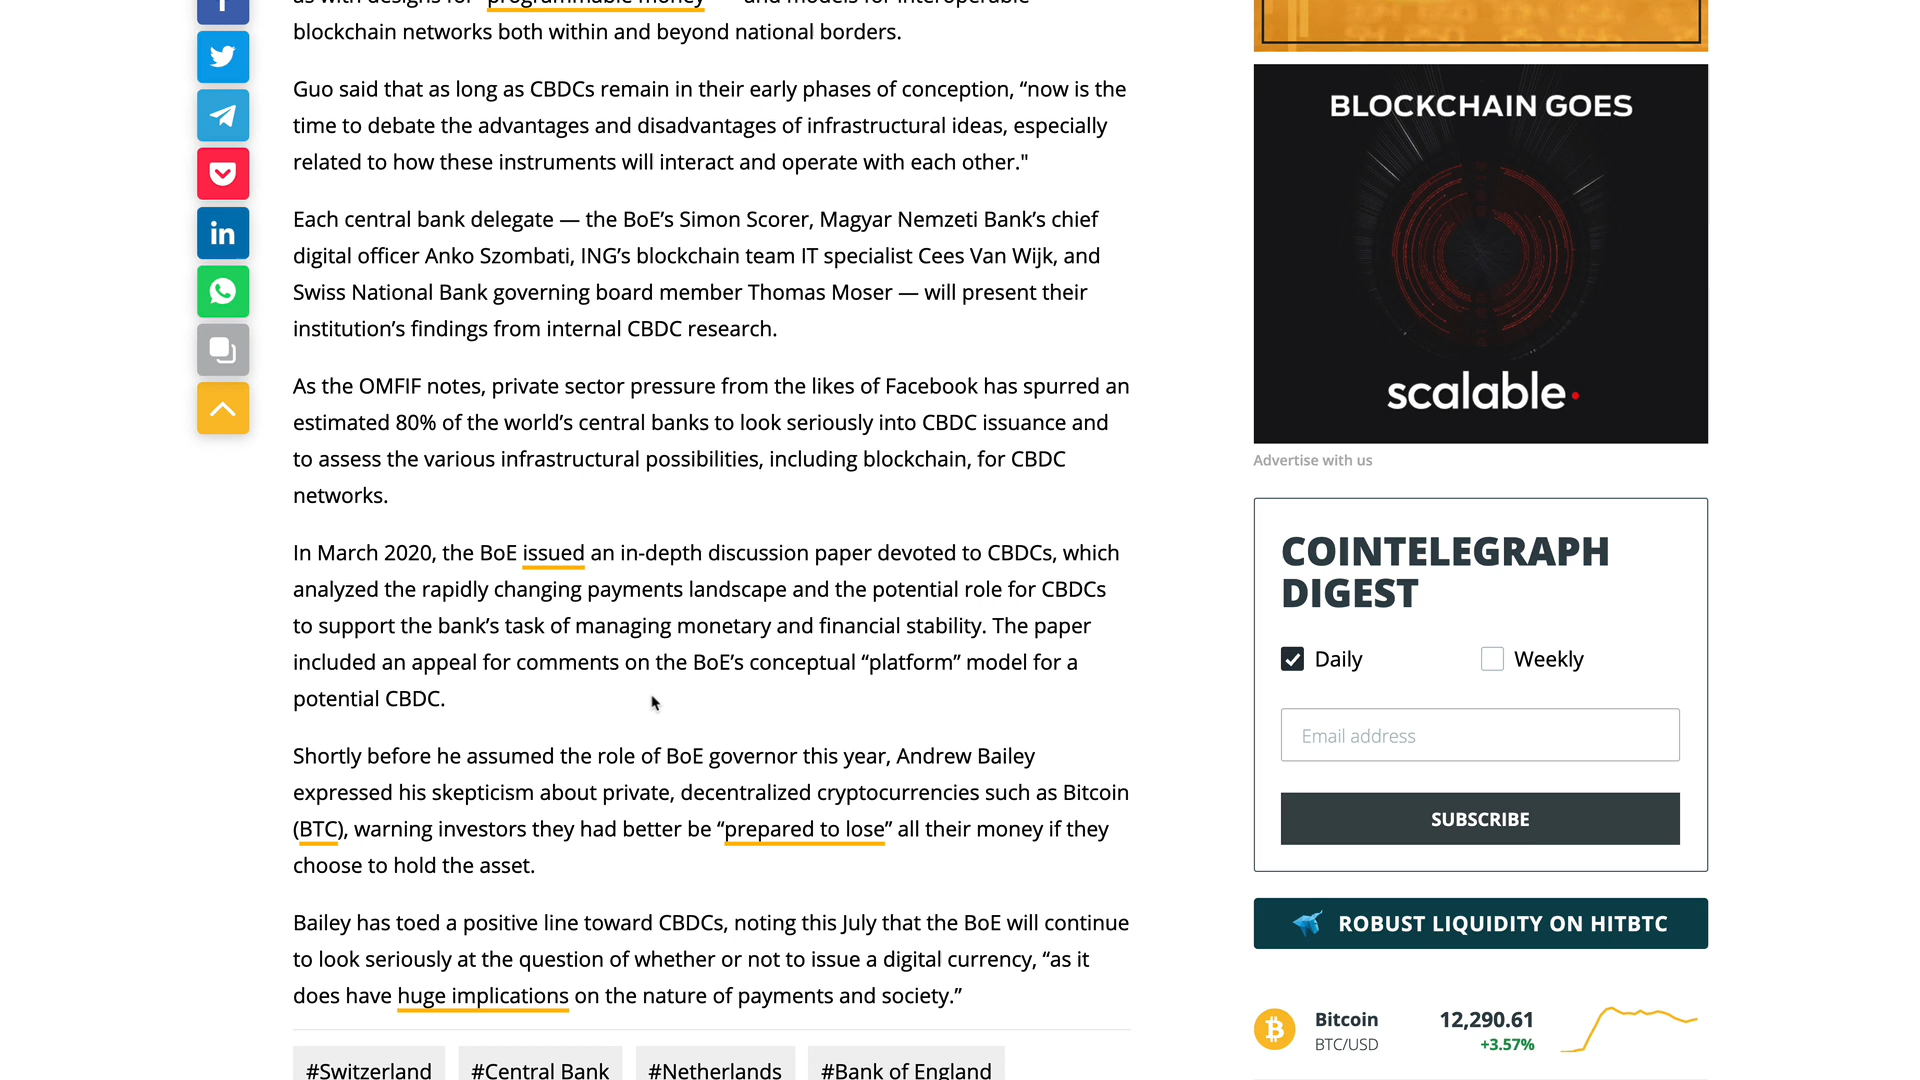 as with designs for “programmable money” — and models for interoperable
blockchain networks both within and beyond national borders.
Guo said that as long as CBDCs remain in their early phases of conception, “now is the
time to debate the advantages and disadvantages of infrastructural ideas, especially
related to how these instruments will interact and operate with each other."
Each central bank delegate — the BoE’s Simon Scorer, Magyar Nemzeti Bank’s chief
digital officer Anko Szombati, ING’s blockchain team IT specialist Cees Van Wijk, and
Swiss National Bank governing board member Thomas Moser — will present their
institution’s findings from internal CBDC research.
As the OMFIF notes, private sector pressure from the likes of Facebook has spurred an
estimated 80% of the world’s central banks to look seriously into CBDC issuance and
to assess the various infrastructural possibilities, including blockchain, for CBDC
networks.
In March 2020, the BoE issued an in-depth discussion paper devoted to CBDCs, which
analyzed the rapidly changing payments landscape and the potential role for CBDCs
to support the bank’s task of managing monetary and financial stability. The paper
included an appeal for comments on the BoE’s conceptual “platform” model for a
potential CBDC.
Shortly before he assumed the role of BoE governor this year, Andrew Bailey
expressed his skepticism about private, decentralized cryptocurrencies such as Bitcoin
(BTC), warning investors they had better be “prepared to lose” all their money if they
choose to hold the asset.
Bailey has toed a positive line toward CBDCs, noting this July that the BoE will continue
to look seriously at the question of whether or not to issue a digital currency, “as it
does have huge implications on the nature of payments and society.”
#Switzerland #Central Bank #Netherlands #Bank of England
BLOCKCHAIN GOES
scalable.
Advertise with us
COINTELEGRAPH
DIGEST
Daily Weekly
Email address
SUBSCRIBE
ROBUST LIQUIDITY ON HITBTC
Bitcoin 12,290.61
BTC/USD +3.57%